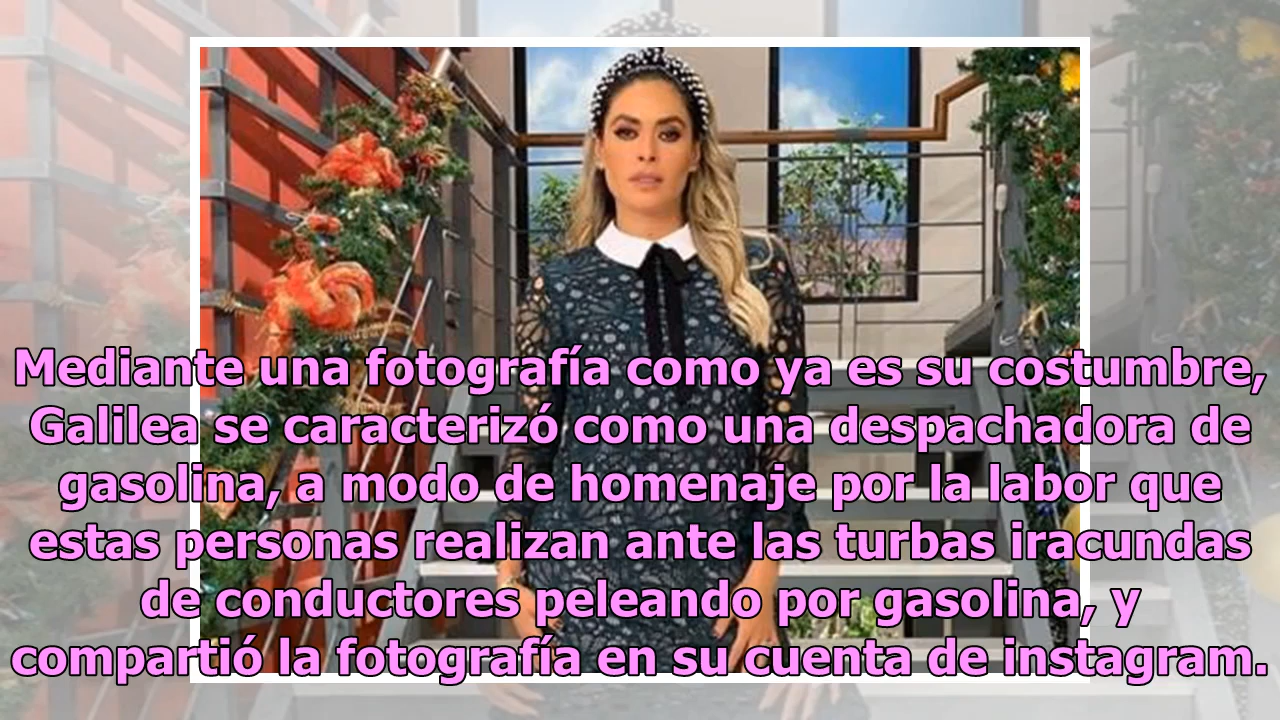 Mediante una fotografía como ya es su costumbre,
Galilea se caracterizó como una despachadora de
gasolina, a modo de homenaje por la labor que
estas personas realizan ante las turbas iracundas
de conductores peleando por gasolina, y
compartió la fotografía en su cuenta de instagram.